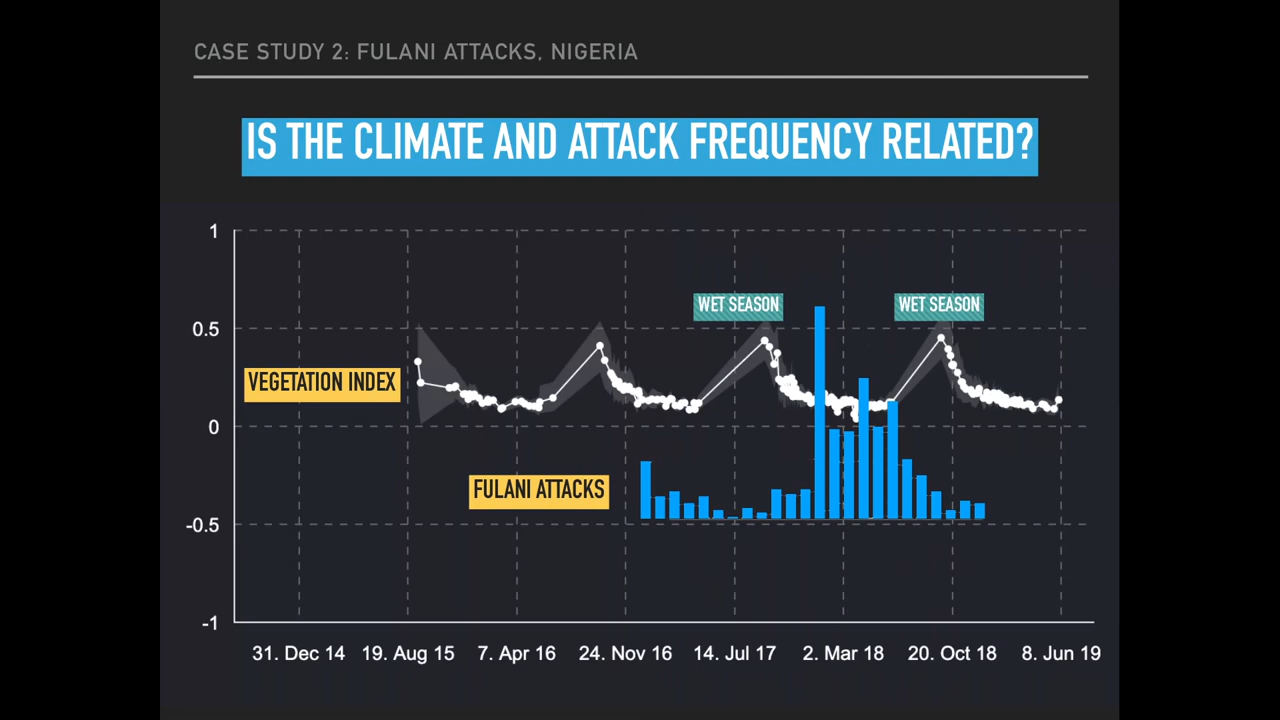 CASE STUDY 2: FULANI ATTACKS, NIGERIA
IS THE CLIMATE AND ATTACK FREQUENCY RELATED?
1
0.5
0
-0.5
-1
WET SEASON
WET SEASON
VEGETATION INDEX
FULANI ATTACKS
31. Dec 14 19. Aug 15 7. Apr 16 24. Nov 16 14. Jul 17 2. Mar 18 20. Oct 18 8. Jun 19